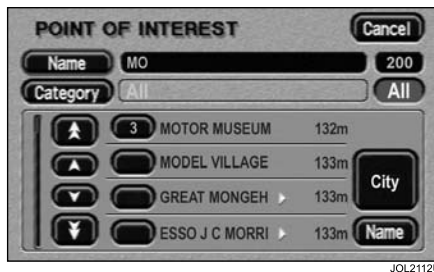 POINT OF INTEREST Cancel
Name MO 200
Category All All
3 MOTOR MUSEUM 132m
MODEL VILLAGE 133m
City
GREAT MONGEH 133m
ESSO J C MORRI 133m Name
JOL2112